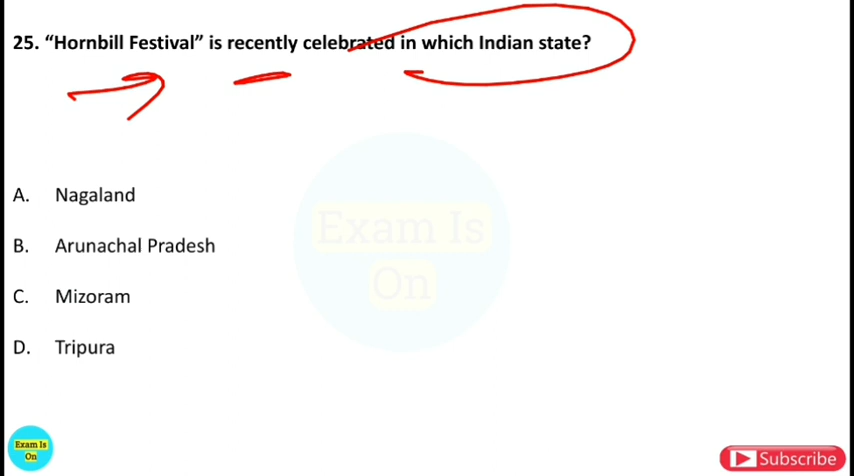 25. “Hornbill Festival” is recently celebrated in which Indian state?
A. Nagaland
B. Arunachal Pradesh
C. Mizoram
D. Tripura
Exam Is
On
Exam Is
On
Subscribe